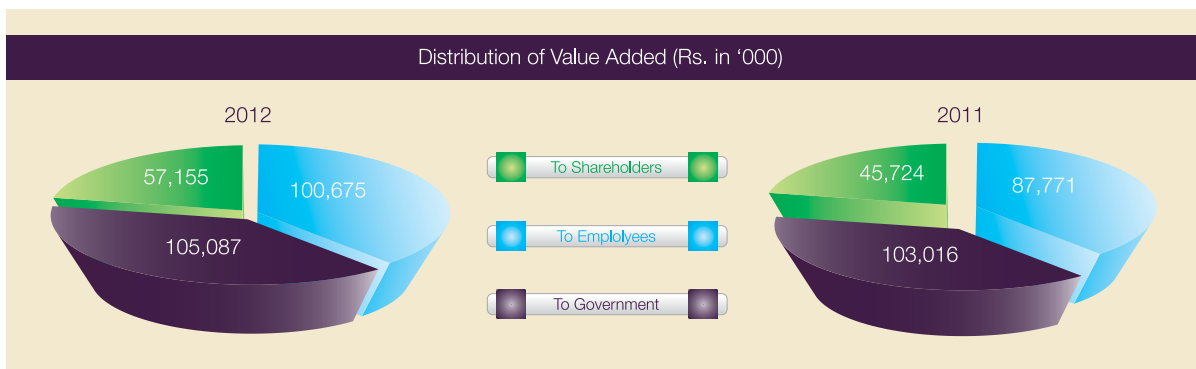 Distribution of Value Added (Rs. in ‘000)
2012
2011
57,155
100,675
105,087
To Shareholders
To Emplolyees
To Government
45,724
87,771
103,016